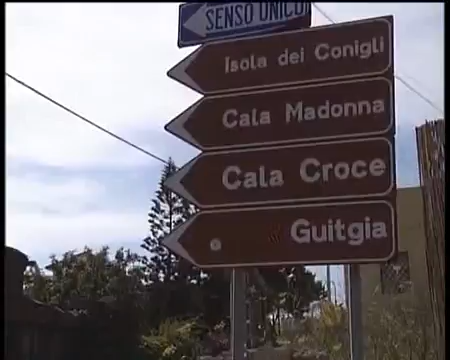 SENSO UNICO
Isola dei Conigli
Cala Madonna
Cala Croce
Guitgia